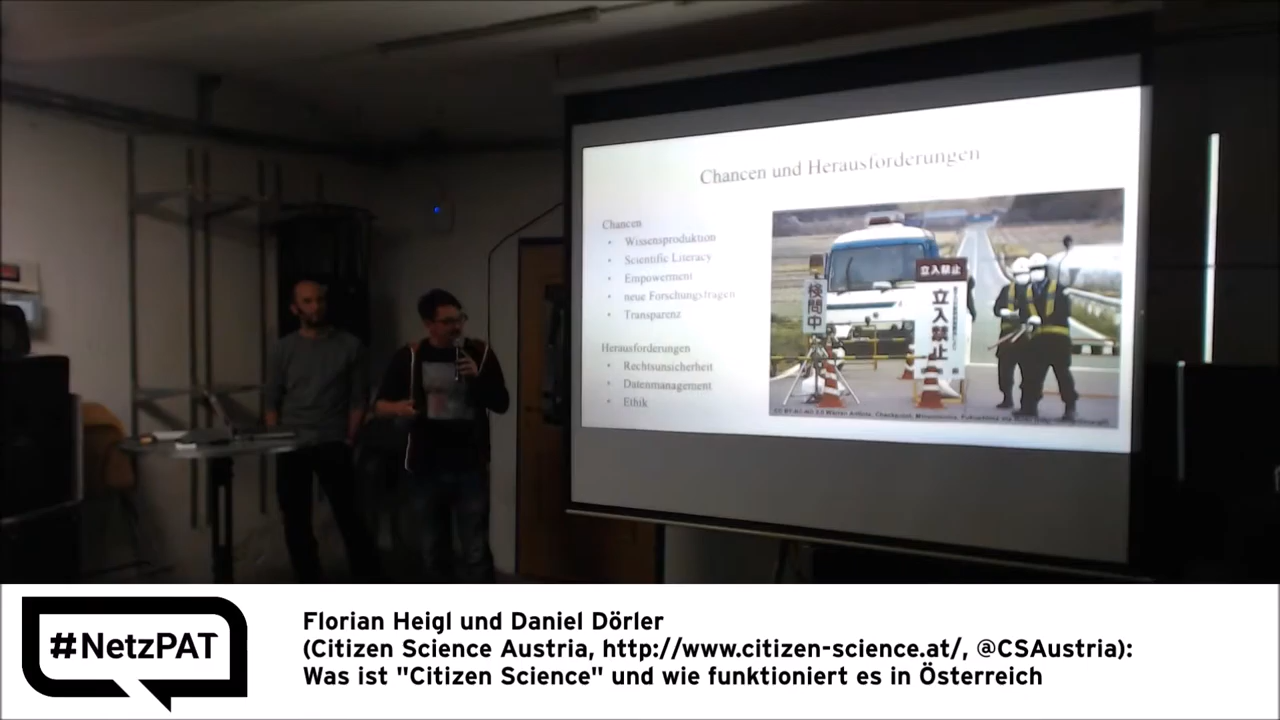 Chancen und Herausforderungen
Chancen
• Wissensproduktion
• Scientific Literacy
• Empowerment
• neue Forschungsfragen
• Transparenz
Herausforderungen
• Rechtsunsicherheit
• Datenmanagement
• Ethik
検問中
立入禁止
立入禁止
#NetzPAT
Florian Heigl und Daniel Dörler
(Citizen Science Austria, http://www.citizen-science.at/, @CSAustria):
Was ist "Citizen Science" und wie funktioniert es in Österreich